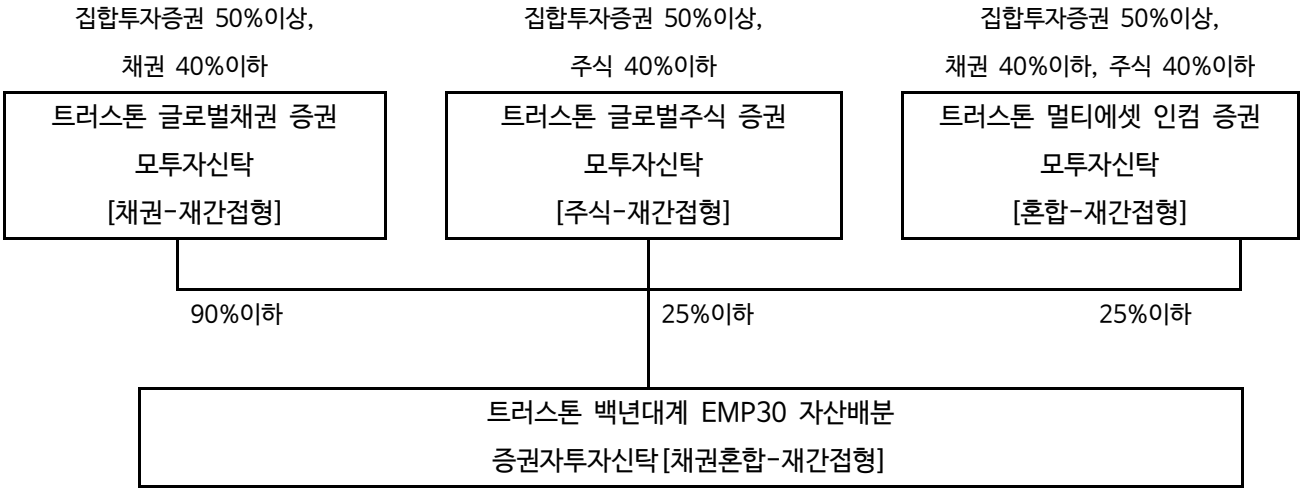 집합투자증권 50%이상,
채권 40%이하
트러스톤 글로벌채권 증권
모투자신탁
[채권-재간접형]
집합투자증권 50%이상,
주식 40%이하
트러스톤 글로벌주식 증권
모투자신탁
[주식-재간접형]
집합투자증권 50%이상,
채권 40%이하, 주식 40%이하
트러스톤 멀티에셋 인컴 증권
모투자신탁
[혼합-재간접형]
90%이하
25%이하
25%이하
트러스톤 백년대계 EMP30 자산배분
증권자투자신탁[채권혼합-재간접형]